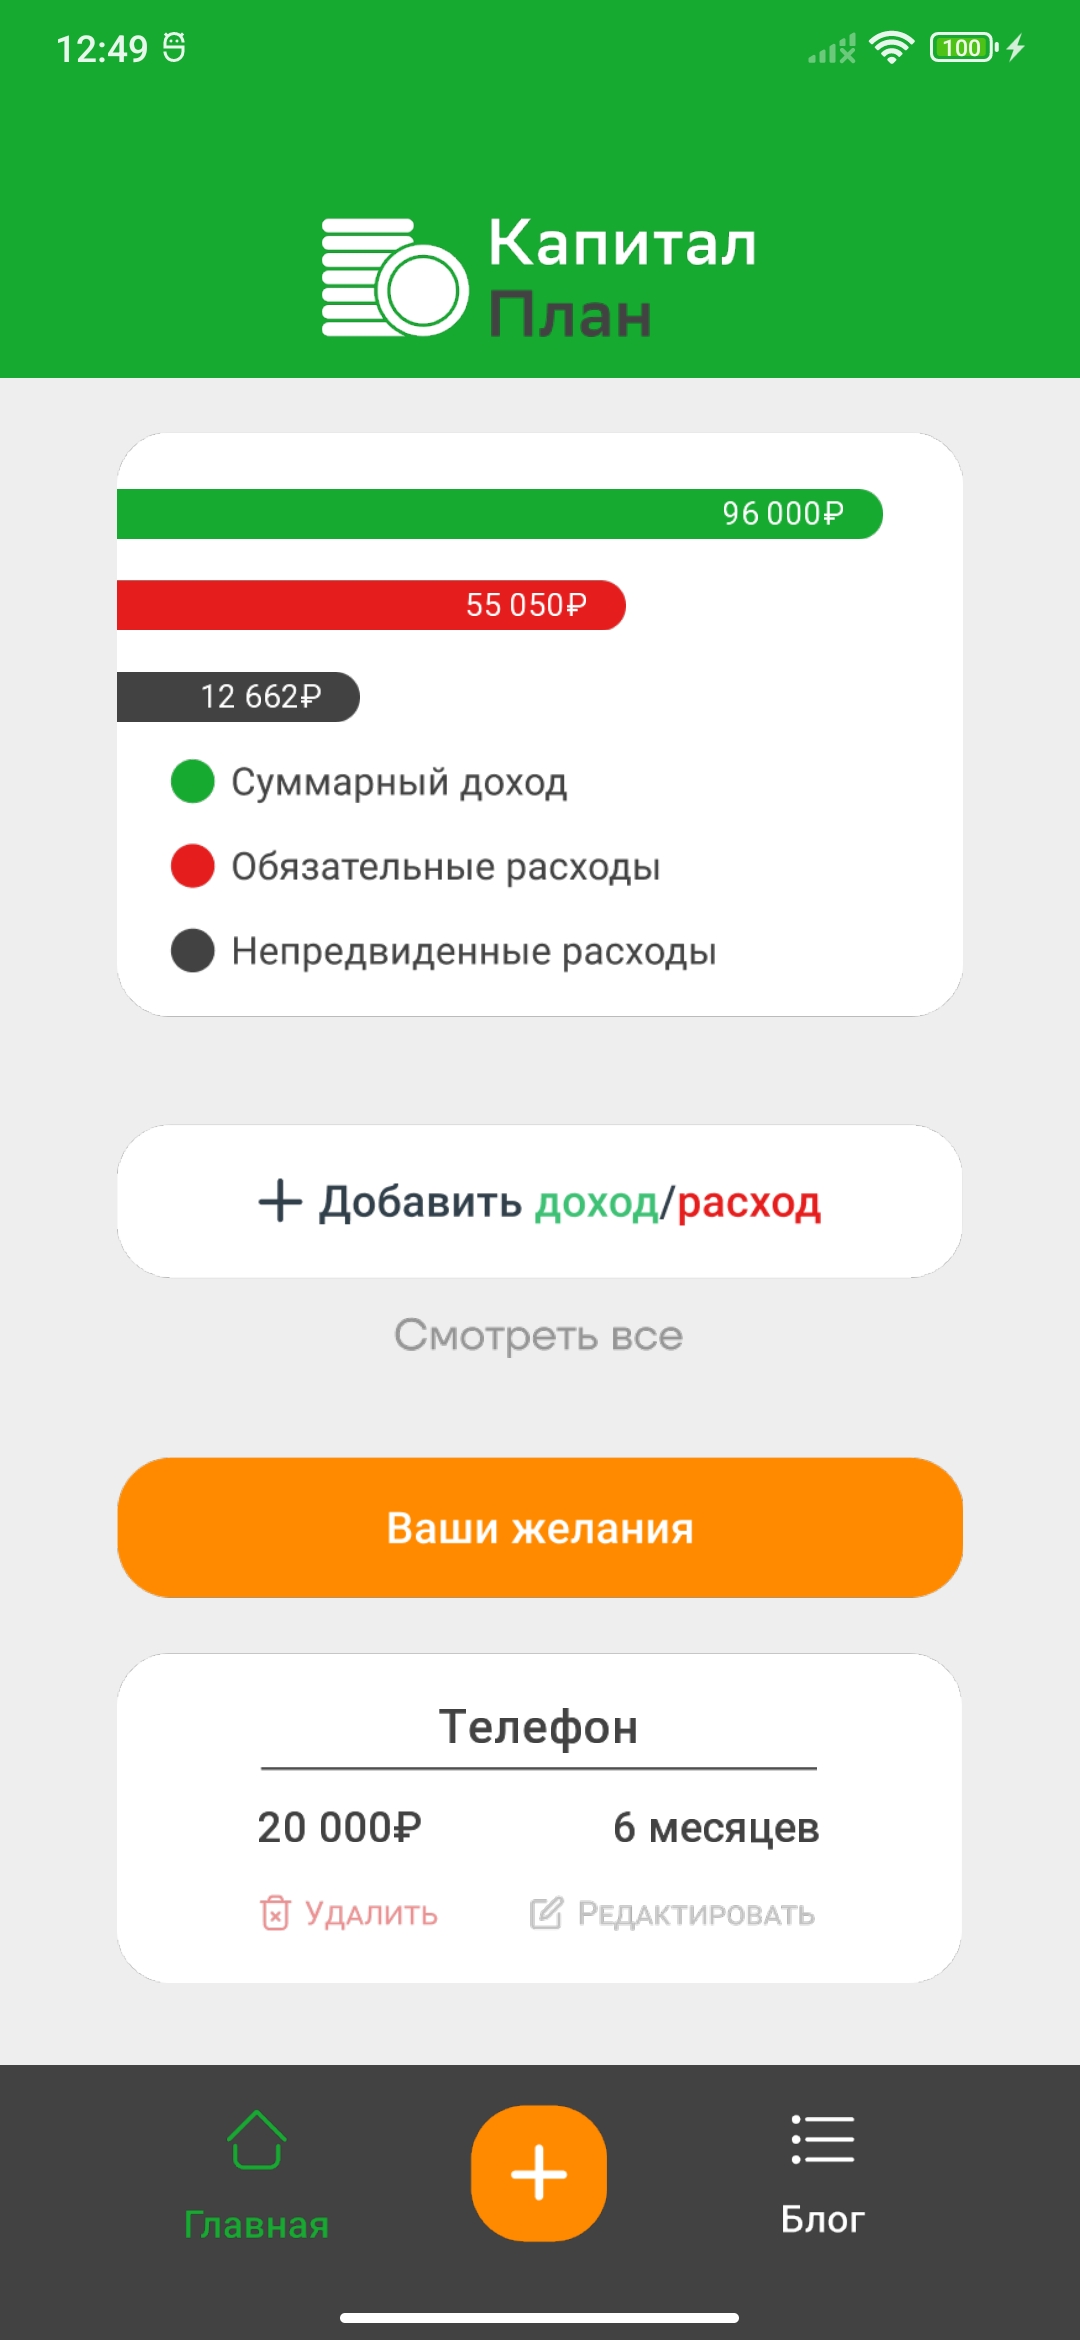 12:49
100
Капитал
План
96 000₽
55 050₽
12 662₽
Суммарный доход
Обязательные расходы
Непредвиденные расходы
Добавить доход/расход
Смотреть все
Ваши желания
Телефон
20 000₽ 6 месяцев
Удалить Редактировать
Главная
Блог